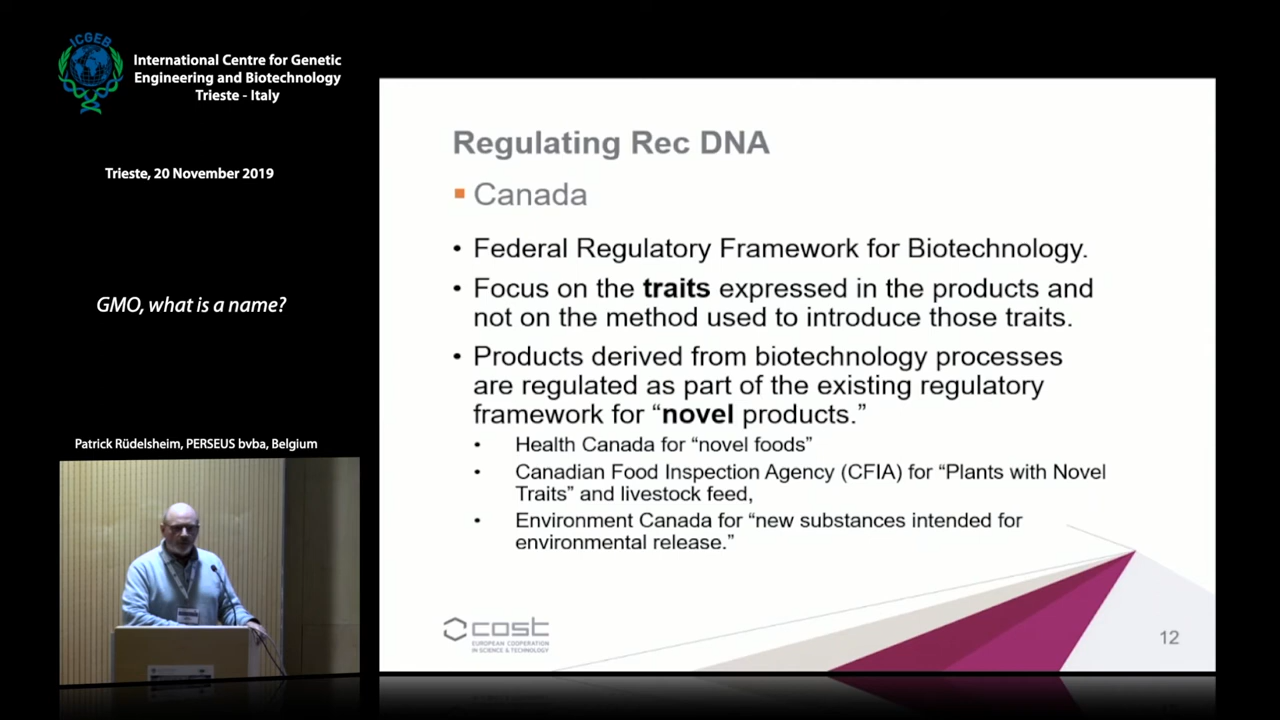 ICGEB
International Centre for Genetic
Engineering and Biotechnology
Trieste - Italy
Trieste, 20 November 2019
GMO, what is a name?
Patrick Rüdelsheim, PERSEUS bvba, Belgium
Regulating Rec DNA
Canada
• Federal Regulatory Framework for Biotechnology.
• Focus on the traits expressed in the products and
not on the method used to introduce those traits.
• Products derived from biotechnology processes
are regulated as part of the existing regulatory
framework for “novel products.”
• Health Canada for “novel foods”
• Canadian Food Inspection Agency (CFIA) for “Plants with Novel
Traits” and livestock feed,
• Environment Canada for “new substances intended for
environmental release.”
cost
EUROPEAN COOPERATION
IN SCIENCE & TECHNOLOGY
12